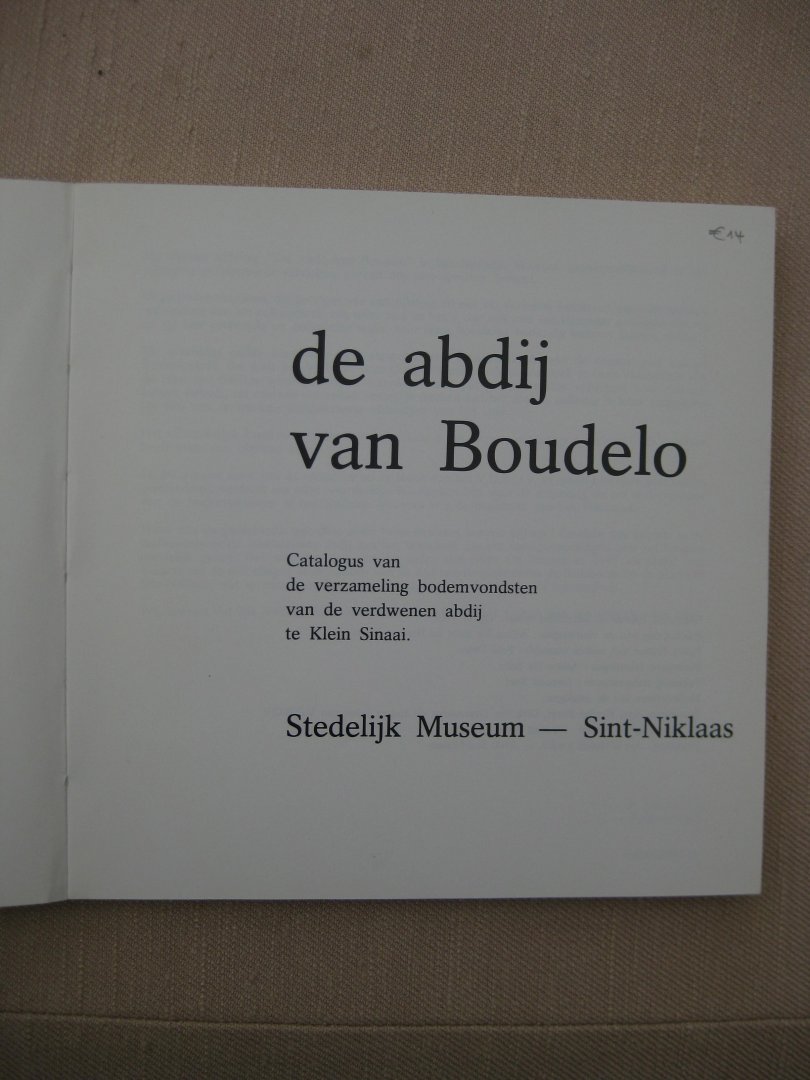 €14
de abdij
van Boudelo
Catalogus van
de verzameling bodemvondsten
van de verdwenen abdij
te Klein Sinaai.
Stedelijk Museum — Sint-Niklaas